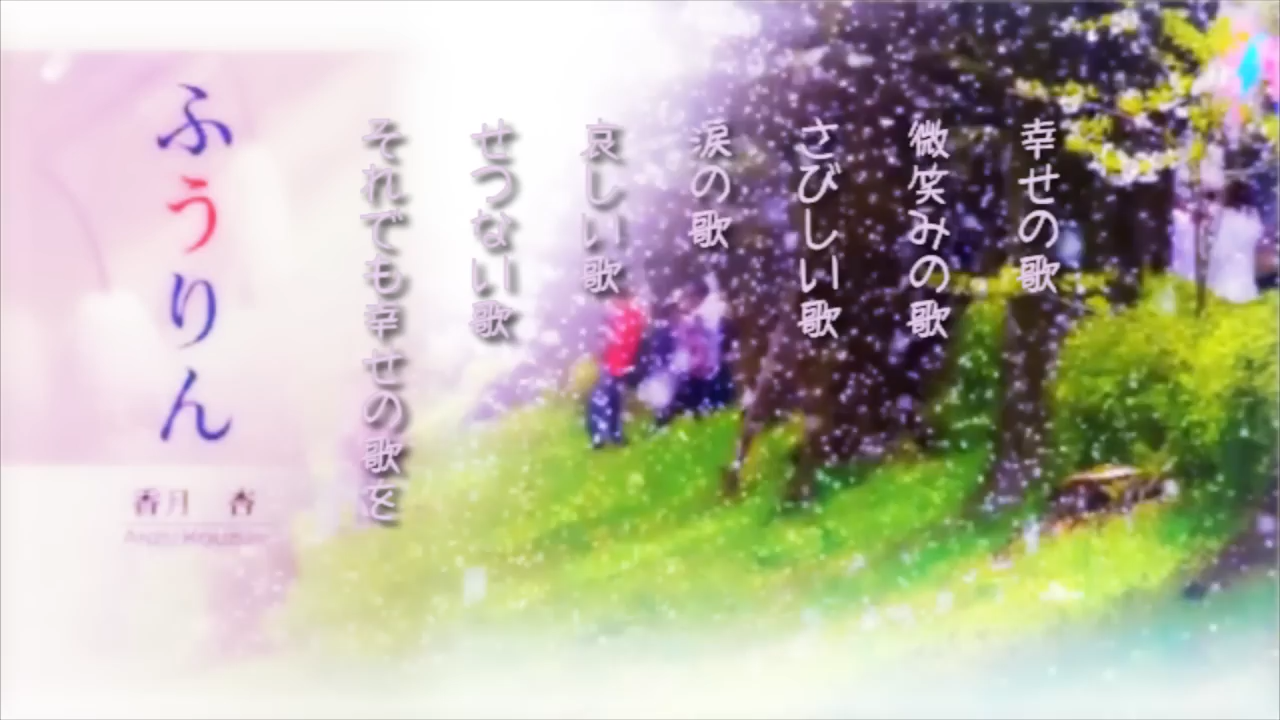 幸せの歌
微笑みの歌
さびしい歌
涙の歌
哀しい歌
せつない歌
それでも幸せの歌を
ふうりん
香月 杏